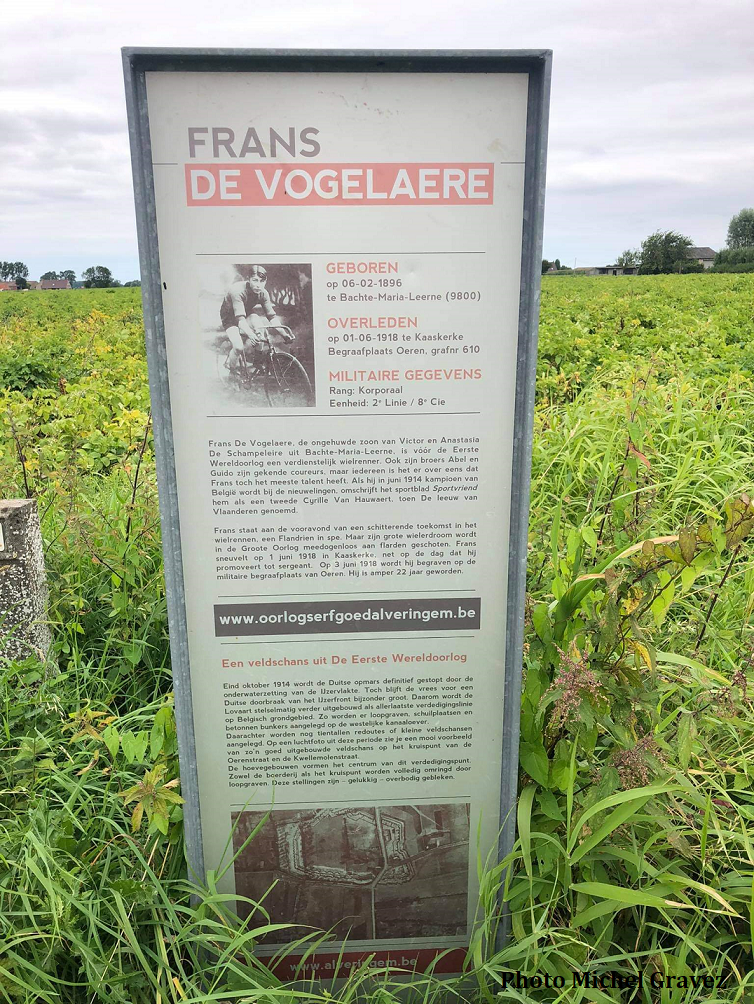 FRANS
DE VOGELAERE
GEBOREN
op 06-02-1896
te Bachte-Maria-Leerne (9800)
OVERLEDEN
op 01-06-1918 te Kaaskerke
Begraafplaats Oeren, grafnr 610
MILITAIRE GEGEVENS
Rang: Korporaal
Eenheid: 2e Linie / 8e Cie
Frans De Vogelaere, de ongehuwde zoon van Victor en Anastasia
De Schampeleire uit Bachte-Maria-Leerne, is vóór de Eerste
Wereldoorlog een verdienstelijk wielrenner. Ook zijn broers Abel en
Guido zijn gekende coureurs, maar iedereen is het er over eens dat
Frans toch het meeste talent heeft. Als hij in juni 1914 kampioen van
België wordt bij de nieuwelingen, omschrijft het sportblad Sportvriend
hem als een tweede Cyrille Van Hauwaert, toen De leeuw van
Vlaanderen genoemd.
Frans staat aan de vooravond van een schitterende toekomst in het
wielrennen, een Flandrien in spe. Maar zijn grote wielerdroom wordt
in de Groote Oorlog meedogenloos aan flarden geschoten. Frans
sneuvelt op 1 juni 1918 in Kaaskerke, net op de dag dat hij
promoveert tot sergeant. Op 3 juni 1918 wordt hij begraven op de
militaire begraafplaats van Oeren. Hij is amper 22 jaar geworden.
www.oorlogserfgoedalveringem.be
Een veldschans uit De Eerste Wereldoorlog
Eind oktober 1914 wordt de Duitse opmars definitief gestopt door de
onderwaterzetting van de IJzervlakte. Toch blijft de vrees voor een
Duitse doorbraak van het IJzerfront bijzonder groot. Daarom wordt de
Lovaart stelselmatig verder uitgebouwd als allerlaatste verdedigingslinie
op Belgisch grondgebied. Zo worden er loopgraven, schuilplaatsen en
betonnen bunkers aangelegd op de westelijke kanaaloever.
Daarachter worden nog tientallen redoutes of kleine veldschansen
aangelegd. Op een luchtfoto uit deze periode zie je een mooi voorbeeld
van zo'n goed uitgebouwde veldschans op het kruispunt van de
Oerenstraat en de Kwellemolenstraat.
De hoevegebouwen vormen het centrum van dit verdedigingspunt.
Zowel de boerderij als het kruispunt worden volledig omringd door
loopgraven. Deze stellingen zijn – gelukkig – overbodig gebleken.
www.alveringem.be
Photo Michel Gravez